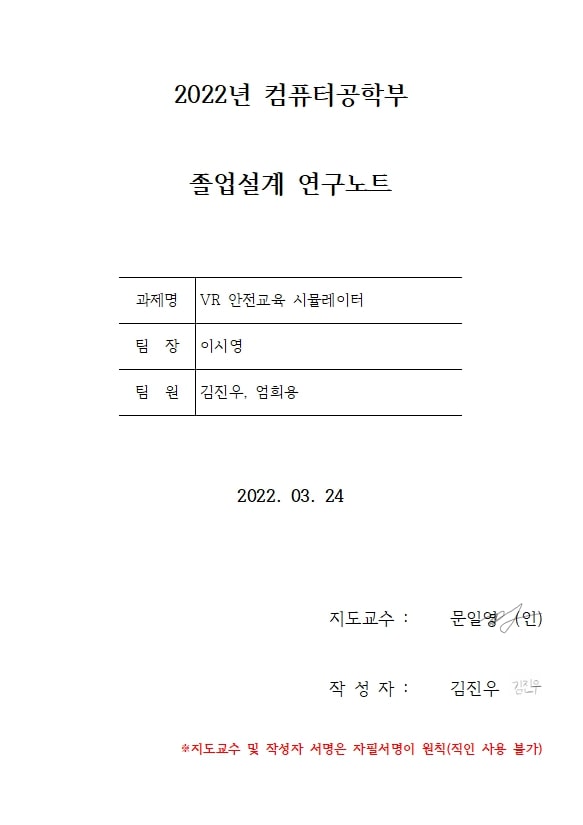 2022년 컴퓨터공학부
졸업설계 연구노트
과제명 VR 안전교육 시뮬레이터
팀 장 이시영
팀 원 김진우, 엄희용
2022. 03. 24
지도교수 : 문일영 (인)
작 성 자 : 김진우 김진우
※지도교수 및 작성자 서명은 자필서명이 원칙(직인 사용 불가)